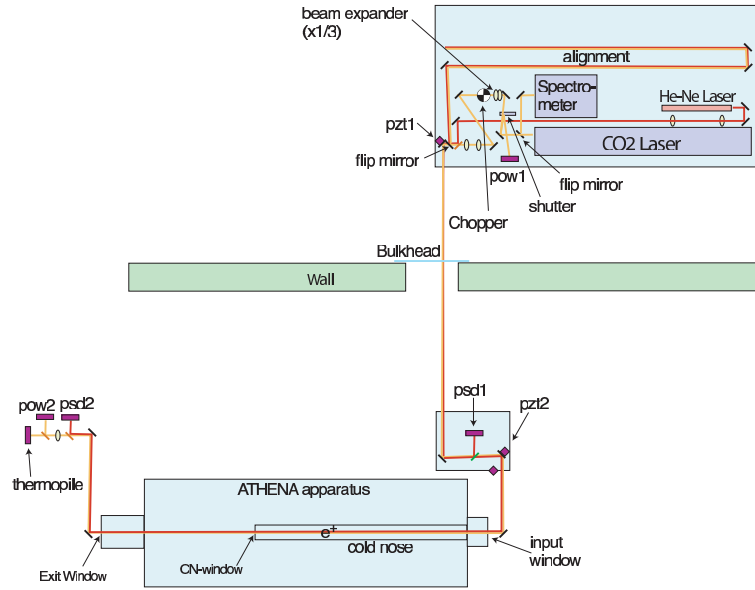 beam expander
(x1/3)
alignment
Spectro-
meter
He-Ne Laser
pzt1
CO2 Laser
flip mirror
pow1
flip mirror
shutter
Chopper
Bulkhead
Wall
psd1
pow2
psd2
pzt2
thermopile
ATHENA apparatus
e+
cold nose
input
window
Exit Window
CN-window